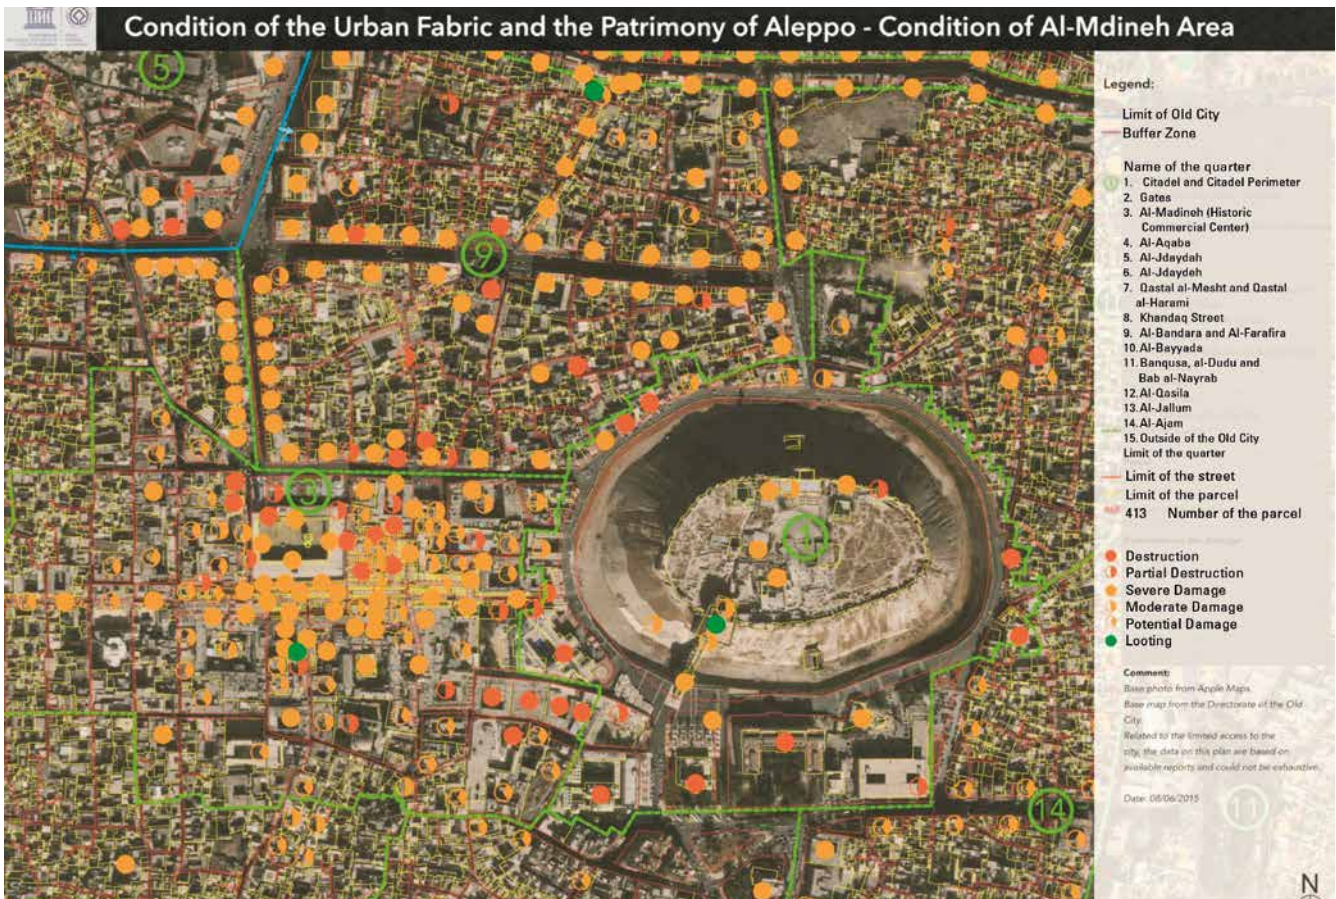 Condition of the Urban Fabric and the Patrimony of Aleppo - Condition of Al-Mdineh Area
5
9
3
1
14
11
Legend:
Limit of Old City
Buffer Zone
Name of the quarter
1. Citadel and Citadel Perimeter
2. Gates
3. Al-Madineh (Historic
Commercial Center)
4. Al-Aqaba
5. Al-Jdaydah
6. Al-Jdaydeh
7. Qastal al-Mesht and Qastal
al-Harami
8. Khandaq Street
9. Al-Bandara and Al-Farafira
10. Al-Bayyada
11. Banqusa, al-Dudu and
Bab al-Nayrab
12. Al-Qasila
13. Al-Jallum
14. Al-Ajam
15. Outside of the Old City
Limit of the quarter
Limit of the street
Limit of the parcel
413 Number of the parcel
Destruction
Partial Destruction
Severe Damage
Moderate Damage
Potential Damage
Looting
Comment:
Base photo from Apple Maps.
Base map from the Directorate of the Old
City.
Related to the limited access to the
city, the data on this plan are based on
available reports and could not be exhaustive.
Date: 08/06/2015
N